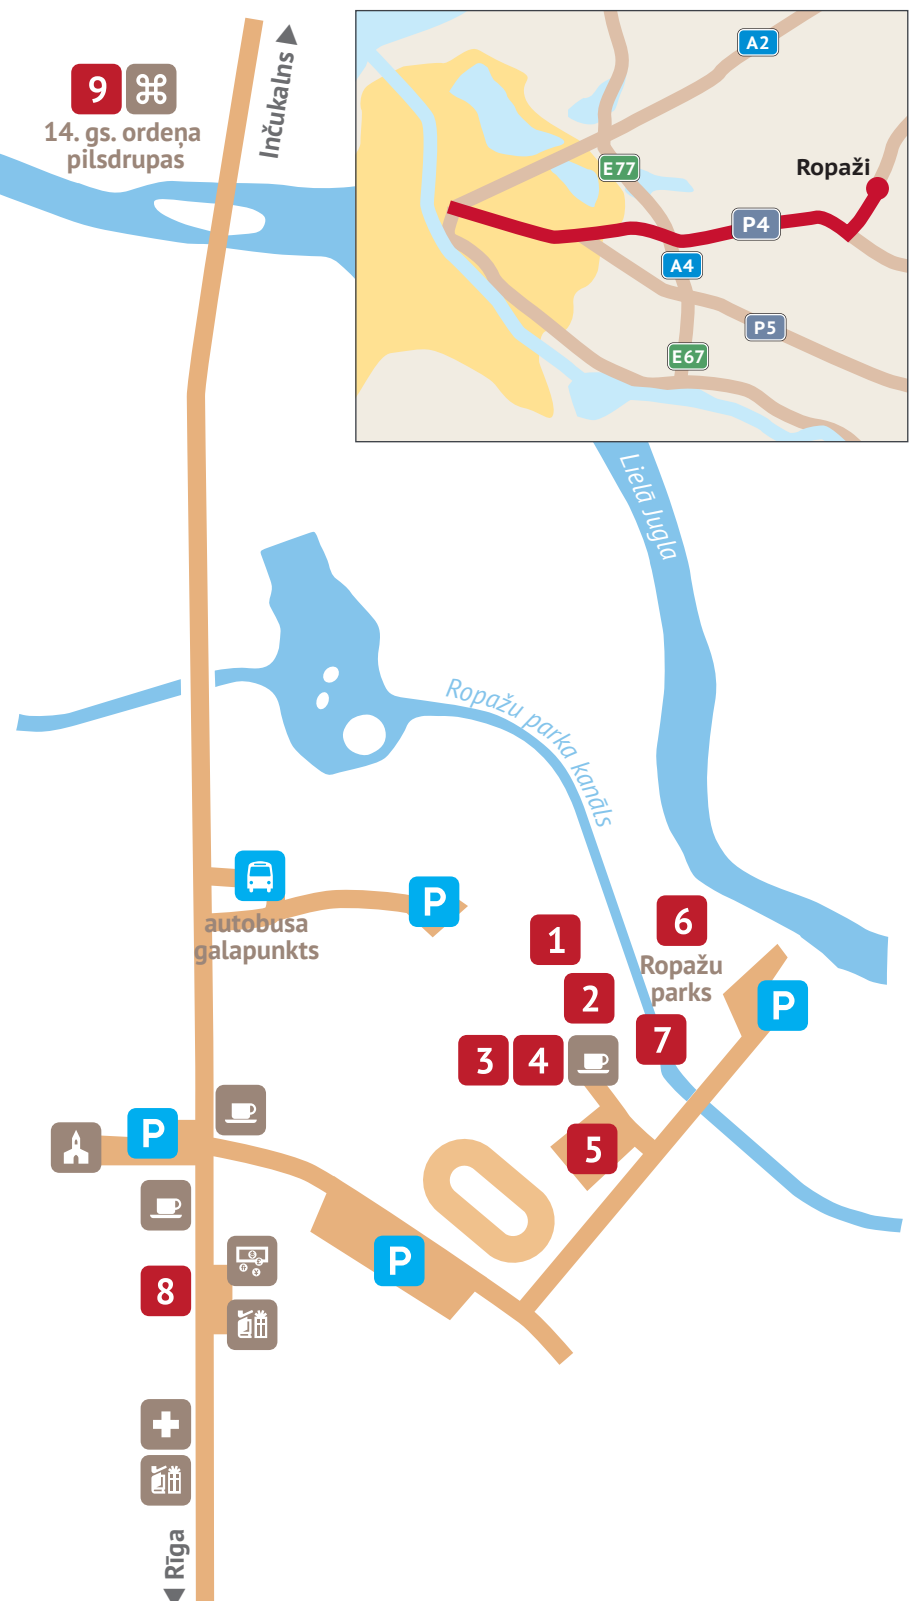 Inčukalns
9
14. gs. ordeņa
pilsdrupas
A2
E77
Ropaži
P4
A4
P5
E67
Lielā Jugla
Ropažu parka kanāls
autobusa
galapunkts
P
1
6
Ropažu
parks
2
P
7
3
4
P
5
P
8
Rīga